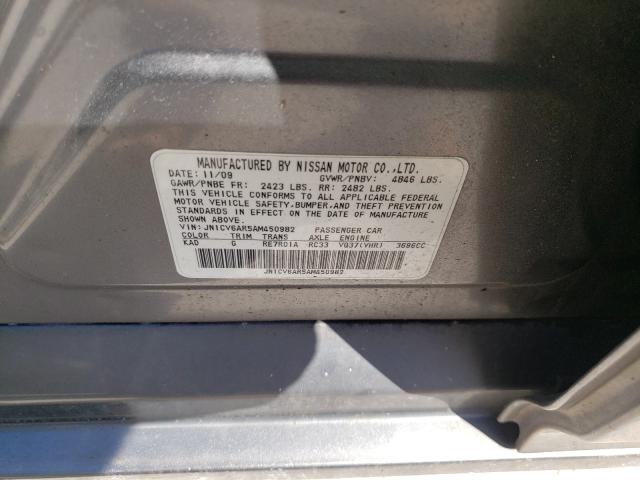 MANUFACTURED BY NISSAN MOTOR CO.,LTD.
DATE: 11/09 GVWR/PNBV: 4846 LBS.
GAWR/PNBE FR: 2423 LBS. RR: 2482 LBS.
THIS VEHICLE CONFORMS TO ALL APPLICABLE FEDERAL
MOTOR VEHICLE SAFETY,BUMPER,AND THEFT PREVENTION
STANDARDS IN EFFECT ON THE DATE OF MANUFACTURE
SHOWN ABOVE.
VIN: JN1CV6AR5AM450982 PASSENGER CAR
COLOR TRIM TRANS AXLE ENGINE
KAD G RE7R01A RC33 VQ37(VHR) 3696CC
JN1CV6AR5AM450982